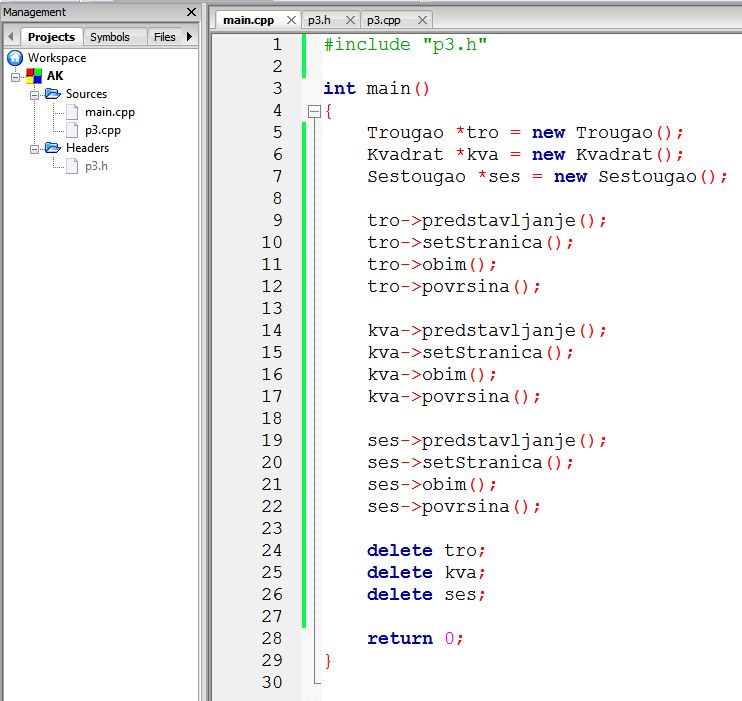 Management
Projects Symbols Files
Workspace
AK
Sources
main.cpp
p3.cpp
Headers
p3.h
main.cpp p3.h p3.cpp
1 #include "p3.h"
2
3 int main()
4 {
5 Trougao *tro = new Trougao();
6 Kvadrat *kva = new Kvadrat();
7 Sestougao *ses = new Sestougao();
8
9 tro->predstavljanje();
10 tro->setStranica();
11 tro->obim();
12 tro->povrsina();
13
14 kva->predstavljanje();
15 kva->setStranica();
16 kva->obim();
17 kva->povrsina();
18
19 ses->predstavljanje();
20 ses->setStranica();
21 ses->obim();
22 ses->povrsina();
23
24 delete tro;
25 delete kva;
26 delete ses;
27
28 return 0;
29 }
30